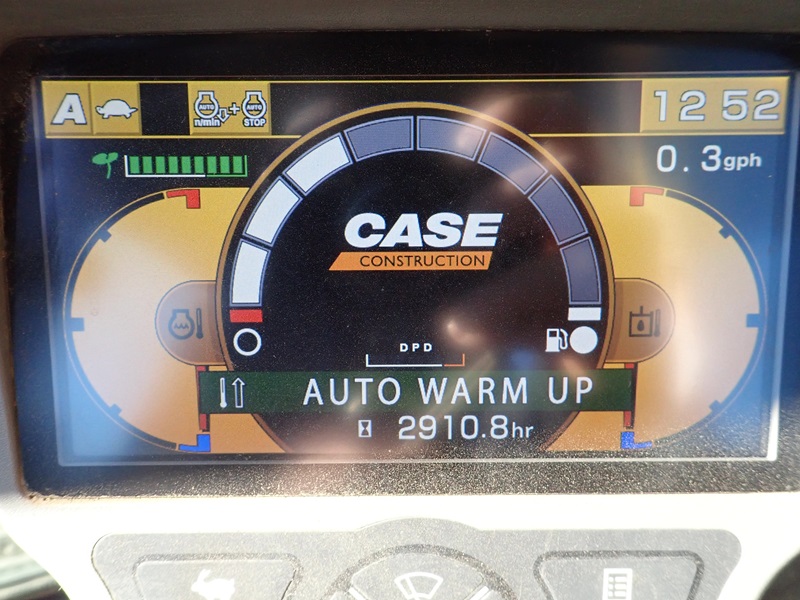 A
AUTO
n/min
+
AUTO
STOP
12 52
0.3gph
CASE
CONSTRUCTION
DPD
AUTO WARM UP
2910.8hr